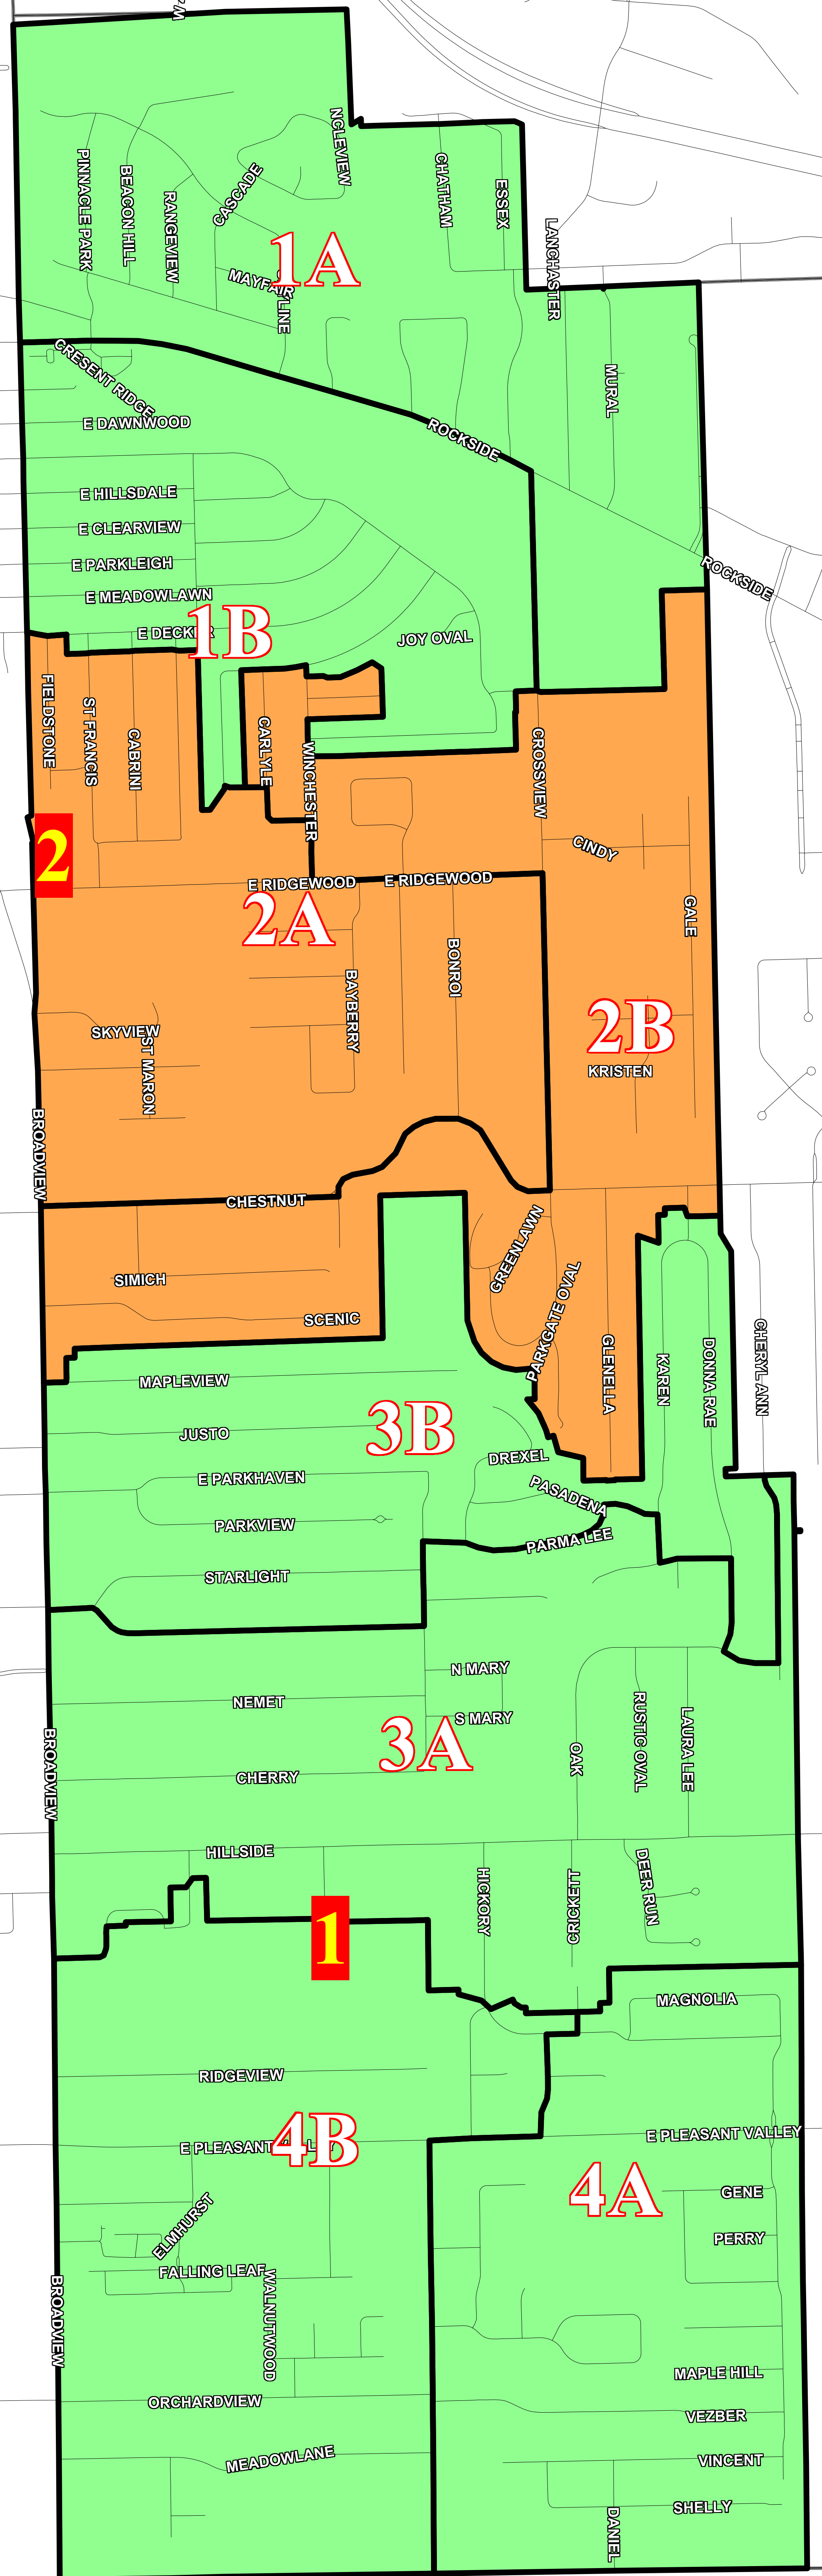 W
PINNACLE PARK
BEACON HILL
RANGEVIEW
CASCADE
NCLEVIEW
CHATHAM
ESSEX
LANCHASTER
1A
MAYFAIR
LINE
MURAL
CRESENT RIDGE
E DAWNWOOD
ROCKSIDE
E HILLSDALE
E CLEARVIEW
E PARKLEIGH
ROCKSIDE
E MEADOWLAWN
E DECKER
1B
JOY OVAL
FIELDSTONE
ST FRANCIS
CABRINI
CARLYLE
WINCHESTER
CROSSVIEW
CINDY
2
E RIDGEWOOD
E RIDGEWOOD
2A
GALE
BAYBERRY
BONROI
2B
SKYVIEW
ST MARON
KRISTEN
BROADVIEW
CHESTNUT
GREENLAWN
SIMICH
PARKGATE OVAL
SCENIC
GLENELLA
KAREN
DONNA RAE
CHERYL ANN
MAPLEVIEW
3B
JUSTO
DREXEL
E PARKHAVEN
PASADENA
PARKVIEW
PARMA LEE
STARLIGHT
N MARY
NEMET
S MARY
3A
OAK
RUSTIC OVAL
LAURA LEE
BROADVIEW
CHERRY
HILLSIDE
HICKORY
CRICKETT
DEER RUN
1
MAGNOLIA
RIDGEVIEW
E PLEASANT VALLEY
4B
E PLEASANT VALLEY
4A
GENE
ELMHURST
PERRY
FALLING LEAF
WALNUTWOOD
BROADVIEW
MAPLE HILL
ORCHARDVIEW
VEZBER
MEADOWLANE
VINCENT
SHELLY
DANIEL